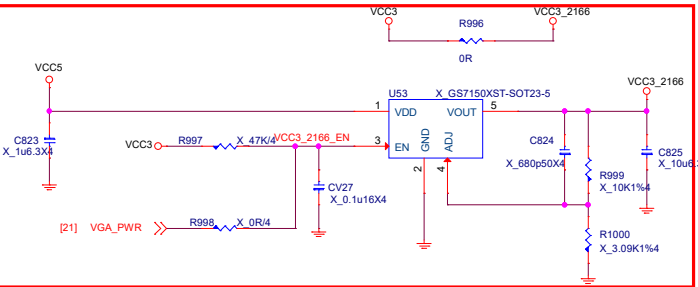 VCC3
R996
VCC3_2166
0R
VCC5
U53
X_GS7150XST-SOT23-5
VCC3_2166
1
VDD
VOUT
5
C823
X_1u6.3X4
VCC3
R997
X_47K/4
VCC3_2166_EN
3
EN
GND
ADJ
2
4
C824
X_680p50X4
R999
X_10K1%4
C825
X_10u6.
CV27
X_0.1u16X4
[21]
VGA_PWR
R998
X_0R/4
R1000
X_3.09K1%4